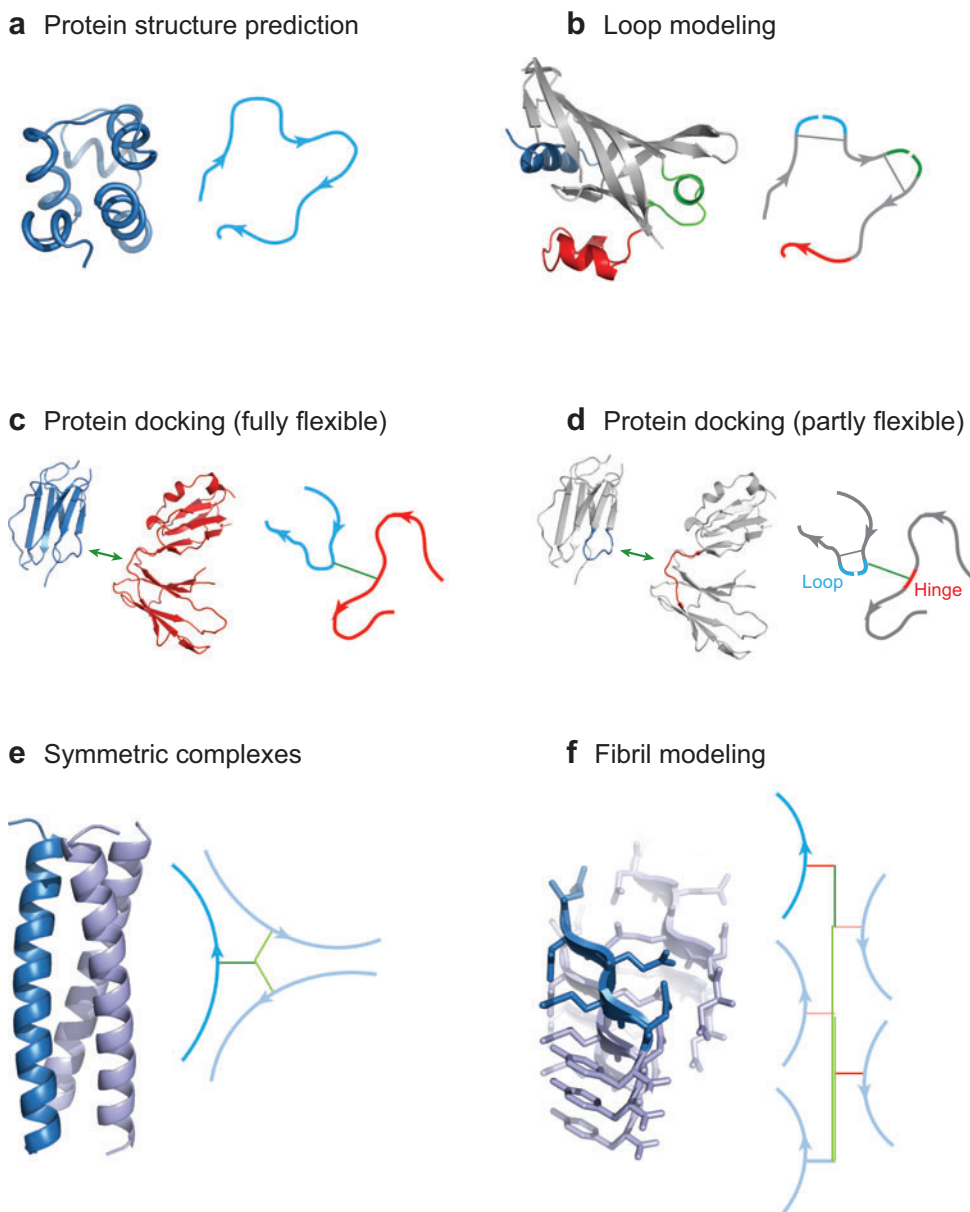 a Protein structure prediction
b Loop modeling
c Protein docking (fully flexible)
d Protein docking (partly flexible)
Loop
Hinge
e Symmetric complexes
f Fibril modeling